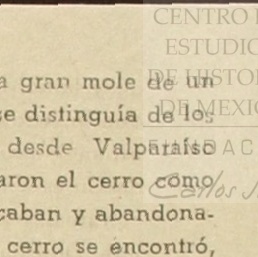 CENTRO
ESTUDIO
DE HISTOR
DE MEXIC
a gran mole de un
se distinguía de los
desde Valparaíso
aron el cerro como
caban y abandona-
cerro se encontró,
Carlos